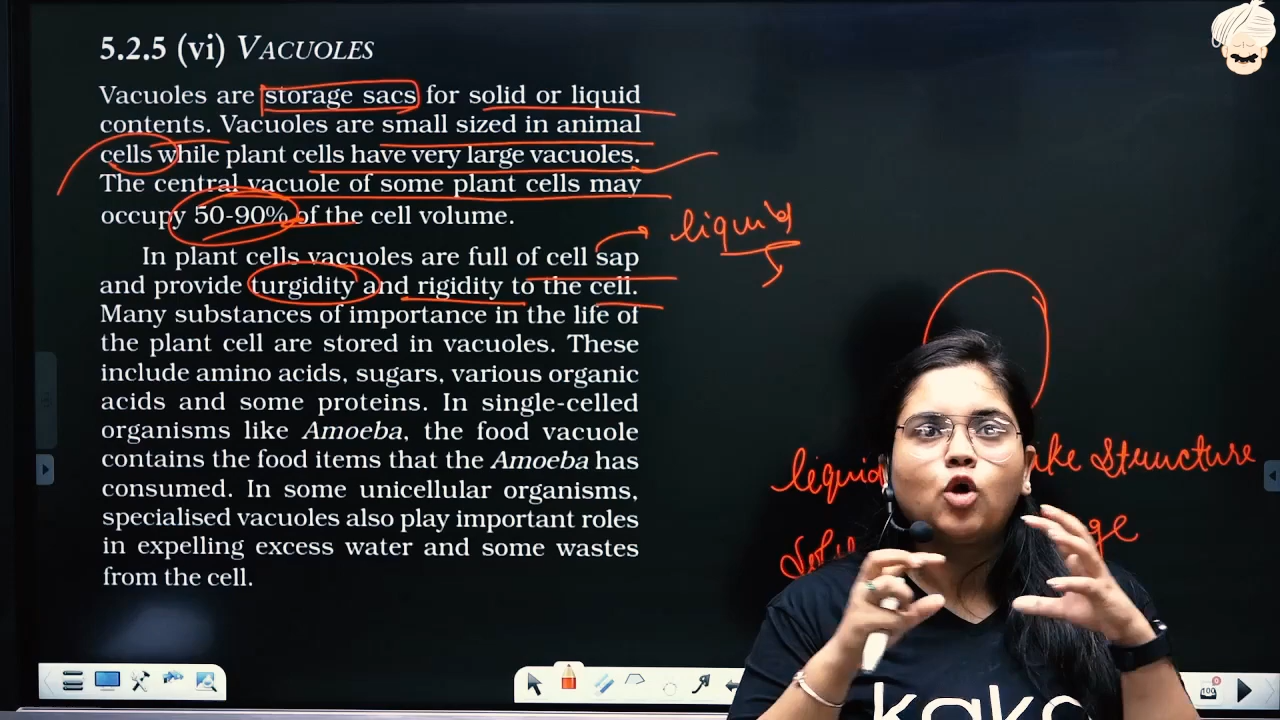 5.2.5 (vi) VACUOLES
Vacuoles are storage sacs for solid or liquid
contents. Vacuoles are small sized in animal
cells while plant cells have very large vacuoles.
The central vacuole of some plant cells may
occupy 50-90% of the cell volume.
In plant cells vacuoles are full of cell sap
and provide turgidity and rigidity to the cell.
Many substances of importance in the life of
the plant cell are stored in vacuoles. These
include amino acids, sugars, various organic
acids and some proteins. In single-celled
organisms like Amoeba, the food vacuole
contains the food items that the Amoeba has
consumed. In some unicellular organisms,
specialised vacuoles also play important roles
in expelling excess water and some wastes
from the cell.
liquid
liquid structure
100